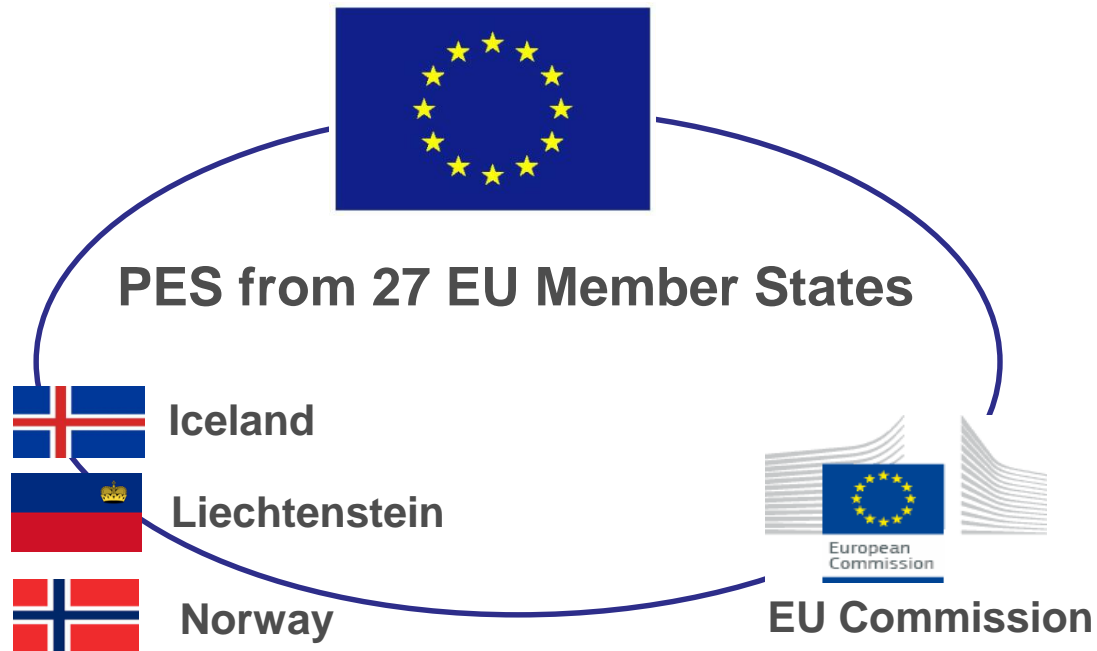 PES from 27 EU Member States
Iceland
Liechtenstein
Norway
European
Commission
EU Commission